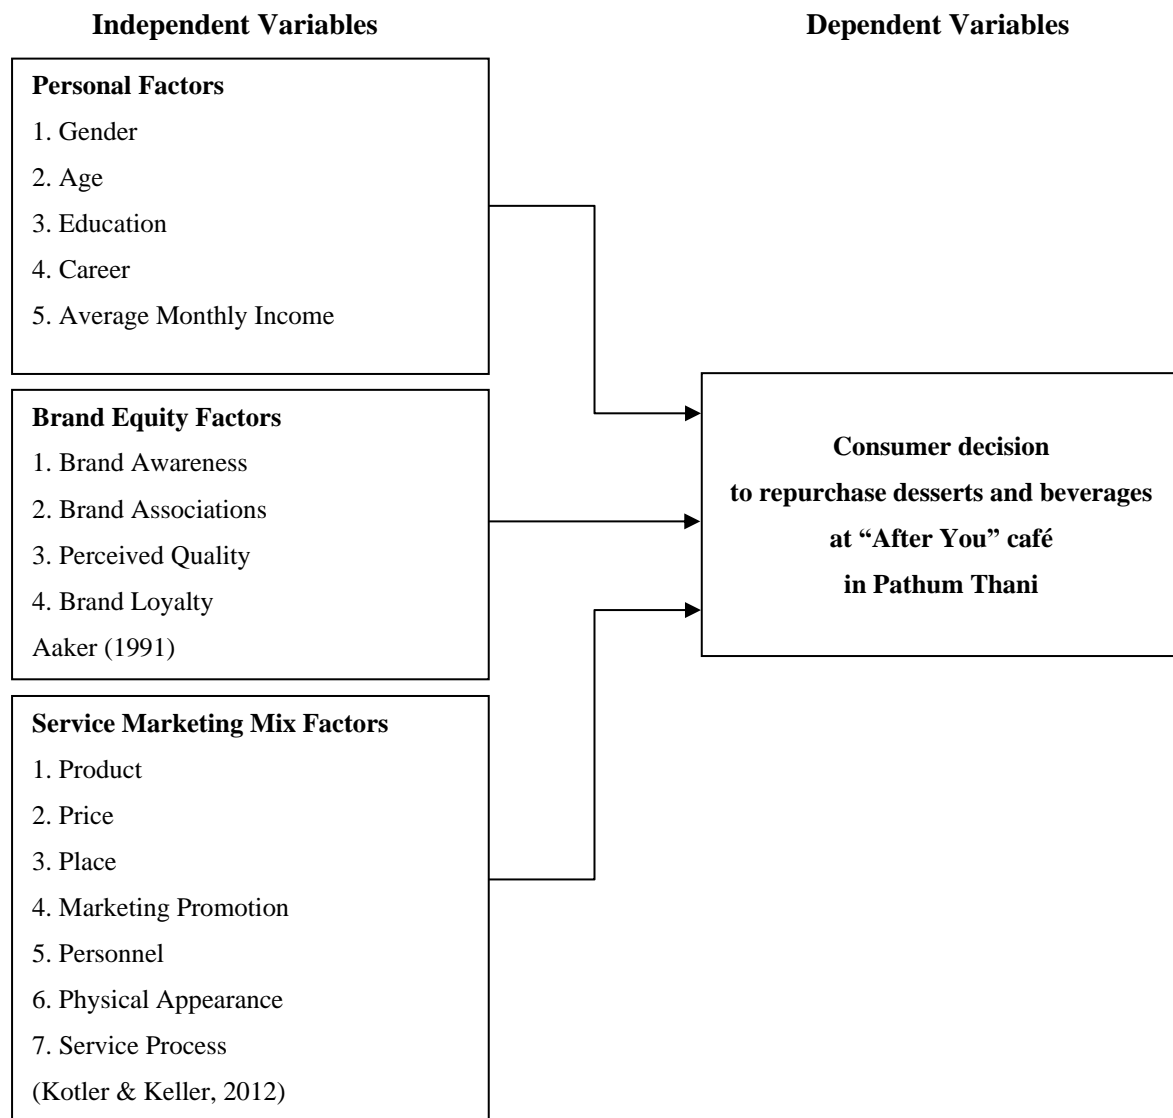 Independent Variables
Dependent Variables
Personal Factors
1. Gender
2. Age
3. Education
4. Career
5. Average Monthly Income
Brand Equity Factors
1. Brand Awareness
2. Brand Associations
3. Perceived Quality
4. Brand Loyalty
Aaker (1991)
Service Marketing Mix Factors
1. Product
2. Price
3. Place
4. Marketing Promotion
5. Personnel
6. Physical Appearance
7. Service Process
(Kotler & Keller, 2012)
Consumer decision
to repurchase desserts and beverages
at “After You” café
in Pathum Thani